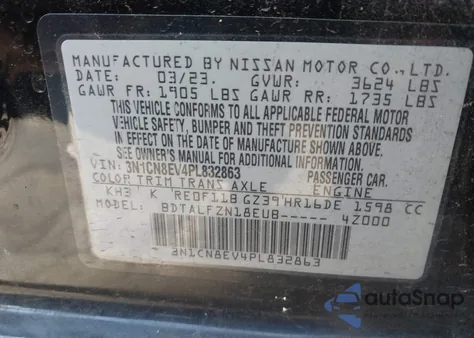 MANUFACTURED BY NISSAN MOTOR CO., LTD.
DATE: 03/23. GVWR: 3624 LBS
GAWR FR: 1905 LBS GAWR RR: 1735 LBS
THIS VEHICLE CONFORMS TO ALL APPLICABLE FEDERAL MOTOR
VEHICLE SAFETY, BUMPER AND THEFT PREVENTION STANDARDS
IN EFFECT ON THE DATE OF MANUFACTURE SHOWN ABOVE.
SEE OWNER'S MANUAL FOR ADDITIONAL INFORMATION.
VIN: 3N1CN8EV4PL832863 PASSENGER CAR.
COLOR TRIM TRANS AXLE ENGINE
KH3 K RE0F11B GZ39 HR16DE 1598 CC
MODEL: BDTALFZN18EUB----- 4Z000
3N1CN8EV4PL832863
autoSnap